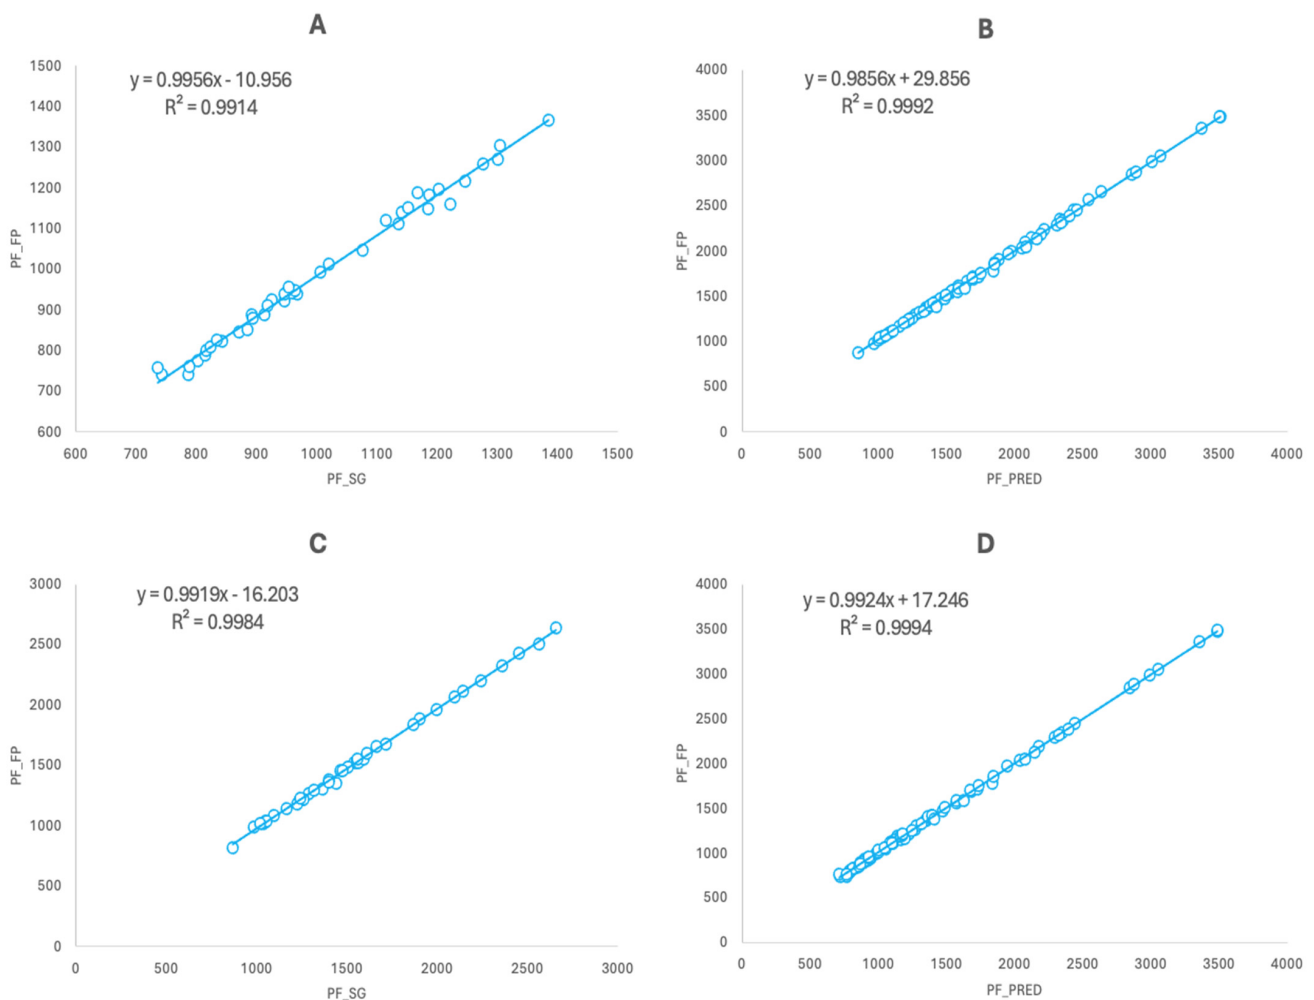 A
y = 0.9956x - 10.956
R² = 0.9914
1500
1400
1300
1200
1100
1000
900
800
700
600
PF_FP
600 700 800 900 1000 1100 1200 1300 1400 1500
PF_SG
B
y = 0.9856x + 29.856
R² = 0.9992
4000
3500
3000
2500
2000
1500
1000
500
0
PF_FP
0 500 1000 1500 2000 2500 3000 3500 4000
PF_PRED
C
y = 0.9919x - 16.203
R² = 0.9984
3000
2500
2000
1500
1000
500
0
PF_FP
0 500 1000 1500 2000 2500 3000
PF_SG
D
y = 0.9924x + 17.246
R² = 0.9994
4000
3500
3000
2500
2000
1500
1000
500
0
PF_FP
0 500 1000 1500 2000 2500 3000 3500 4000
PF_PRED